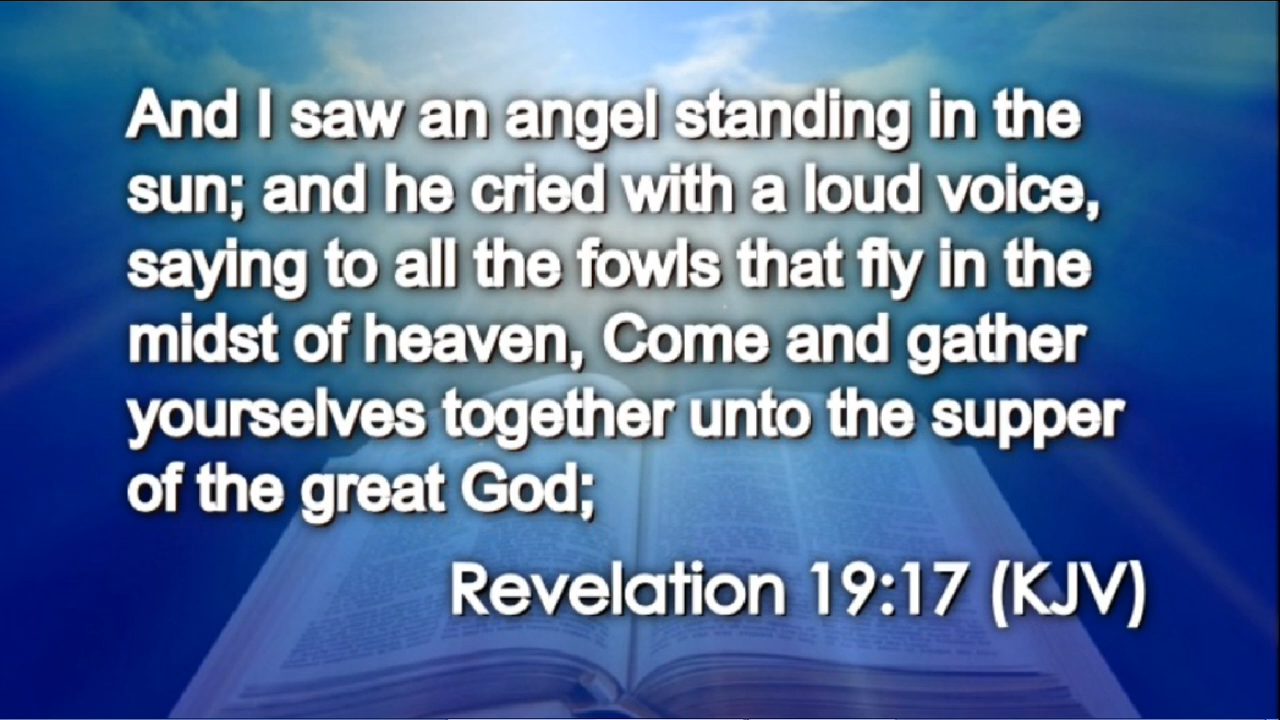 And I saw an angel standing in the
sun; and he cried with a loud voice,
saying to all the fowls that fly in the
midst of heaven, Come and gather
yourselves together unto the supper
of the great God;
Revelation 19:17 (KJV)